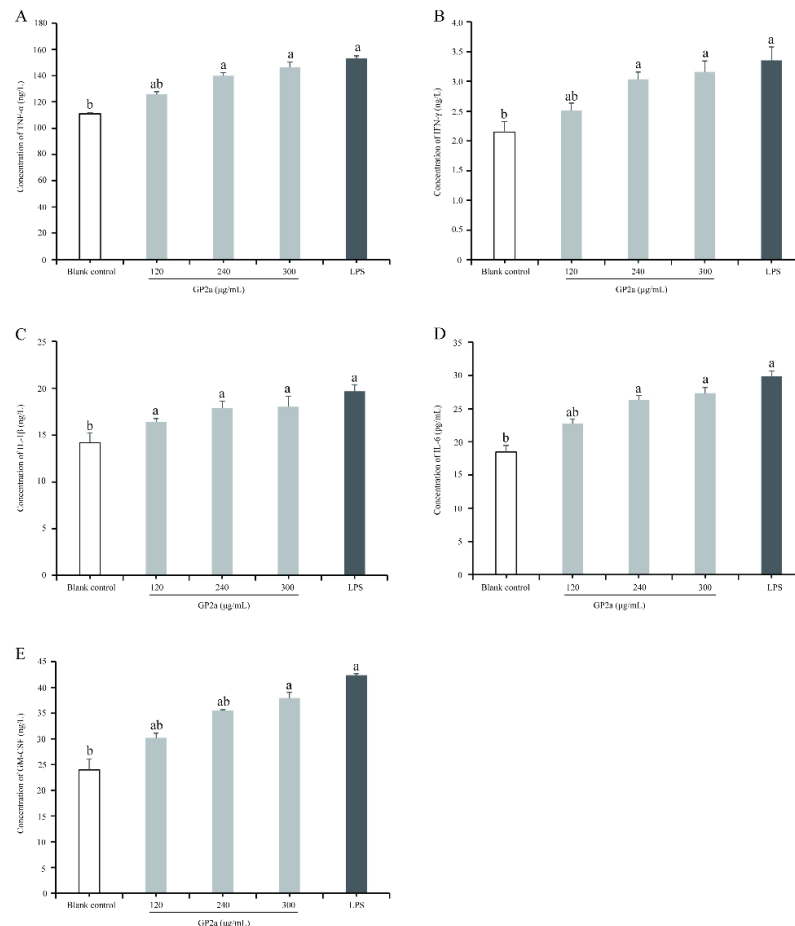 A
Concentration of TNF-α (ng/L)
180
160
140
120
100
80
60
40
20
0
b
ab
a
a
a
Blank control 120 240 300 LPS
GP2a (μg/mL)
B
Concentration of IFN-γ (ng/L)
4.0
3.5
3.0
2.5
2.0
1.5
1.0
0.5
0
b
ab
a
a
a
Blank control 120 240 300 LPS
GP2a (μg/mL)
C
Concentration of IL-1β (ng/L)
25
20
15
10
5
0
b
a
a
a
a
Blank control 120 240 300 LPS
GP2a (μg/mL)
D
Concentration of IL-6 (pg/mL)
35
30
25
20
15
10
5
0
b
ab
a
a
a
Blank control 120 240 300 LPS
GP2a (μg/mL)
E
Concentration of GM-CSF (ng/L)
45
40
35
30
25
20
15
10
5
0
b
ab
ab
a
a
Blank control 120 240 300 LPS
GP2a (μg/mL)